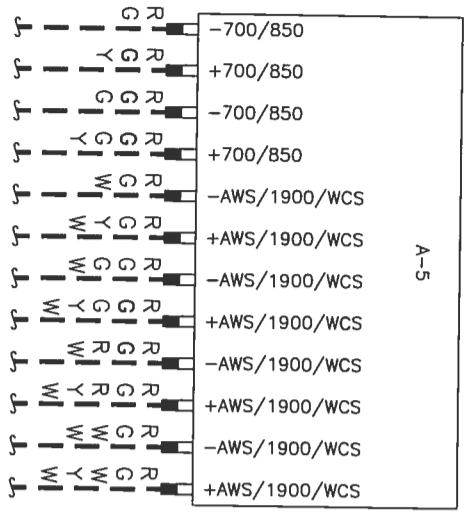 R G -700/850
R G Y +700/850
R G G -700/850
R G G Y +700/850
R G W -AWS/1900/WCS
R G Y W +AWS/1900/WCS
R G G W -AWS/1900/WCS
R G G Y W +AWS/1900/WCS
R G R W -AWS/1900/WCS
R G R Y W +AWS/1900/WCS
R G W W -AWS/1900/WCS
R G W Y W +AWS/1900/WCS
A-5